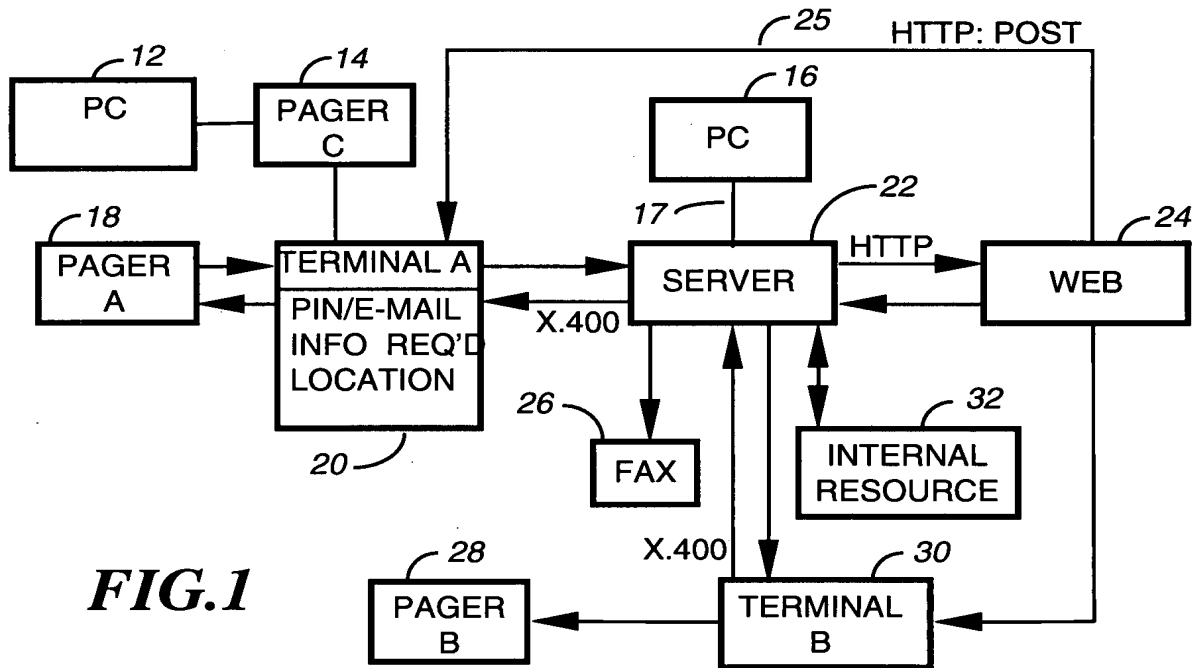 25
HTTP: POST
12
PC
14
PAGER
C
16
PC
17
22
18
PAGER
A
TERMINAL A
PIN/E-MAIL
INFO REQ'D
LOCATION
20
SERVER
HTTP
24
WEB
X.400
26
FAX
32
INTERNAL
RESOURCE
X.400
28
PAGER
B
30
TERMINAL
B
FIG.1